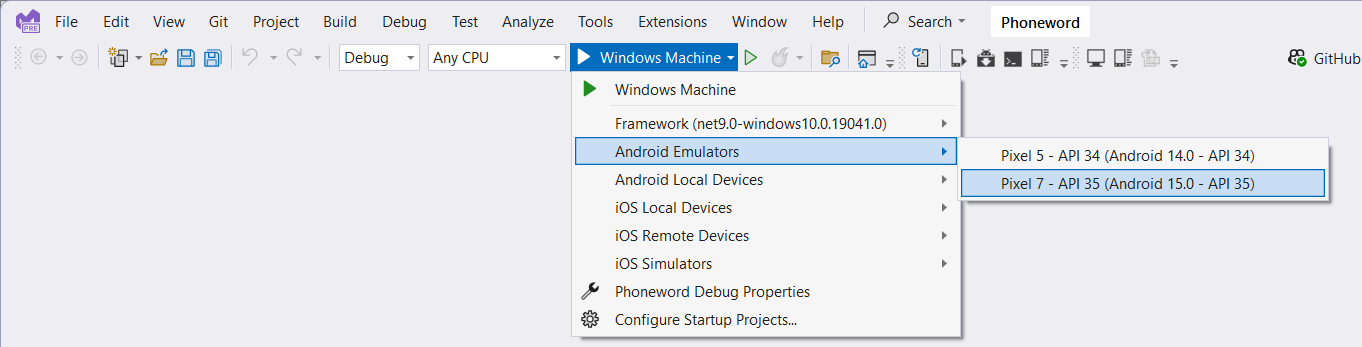 File Edit View Git Project Build Debug Test Analyze Tools Extensions Window Help Search Phoneword
PRE
Debug Any CPU Windows Machine GitHub
Windows Machine
Framework (net9.0-windows10.0.19041.0)
Android Emulators
Pixel 5 - API 34 (Android 14.0 - API 34)
Pixel 7 - API 35 (Android 15.0 - API 35)
Android Local Devices
iOS Local Devices
iOS Remote Devices
iOS Simulators
Phoneword Debug Properties
Configure Startup Projects...